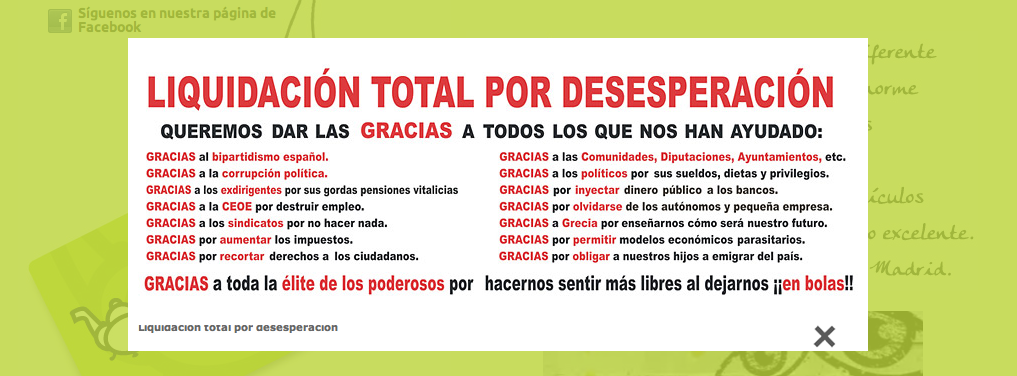 Síguenos en nuestra página de
Facebook
LIQUIDACIÓN TOTAL POR DESESPERACIÓN
QUEREMOS DAR LAS GRACIAS A TODOS LOS QUE NOS HAN AYUDADO:
GRACIAS al bipartidismo español.
GRACIAS a la corrupción política.
GRACIAS a los exdirigentes por sus gordas pensiones vitalicias
GRACIAS a la CEOE por destruir empleo.
GRACIAS a los sindicatos por no hacer nada.
GRACIAS por aumentar los impuestos.
GRACIAS por recortar derechos a los ciudadanos.
GRACIAS a las Comunidades, Diputaciones, Ayuntamientos, etc.
GRACIAS a los políticos por sus sueldos, dietas y privilegios.
GRACIAS por inyectar dinero público a los bancos.
GRACIAS por olvidarse de los autónomos y pequeña empresa.
GRACIAS a Grecia por enseñarnos cómo será nuestro futuro.
GRACIAS por permitir modelos económicos parasitarios.
GRACIAS por obligar a nuestros hijos a emigrar del país.
GRACIAS a toda la élite de los poderosos por hacernos sentir más libres al dejarnos ¡¡en bolas!!
Liquidación total por desesperación
excelente.
Madrid.